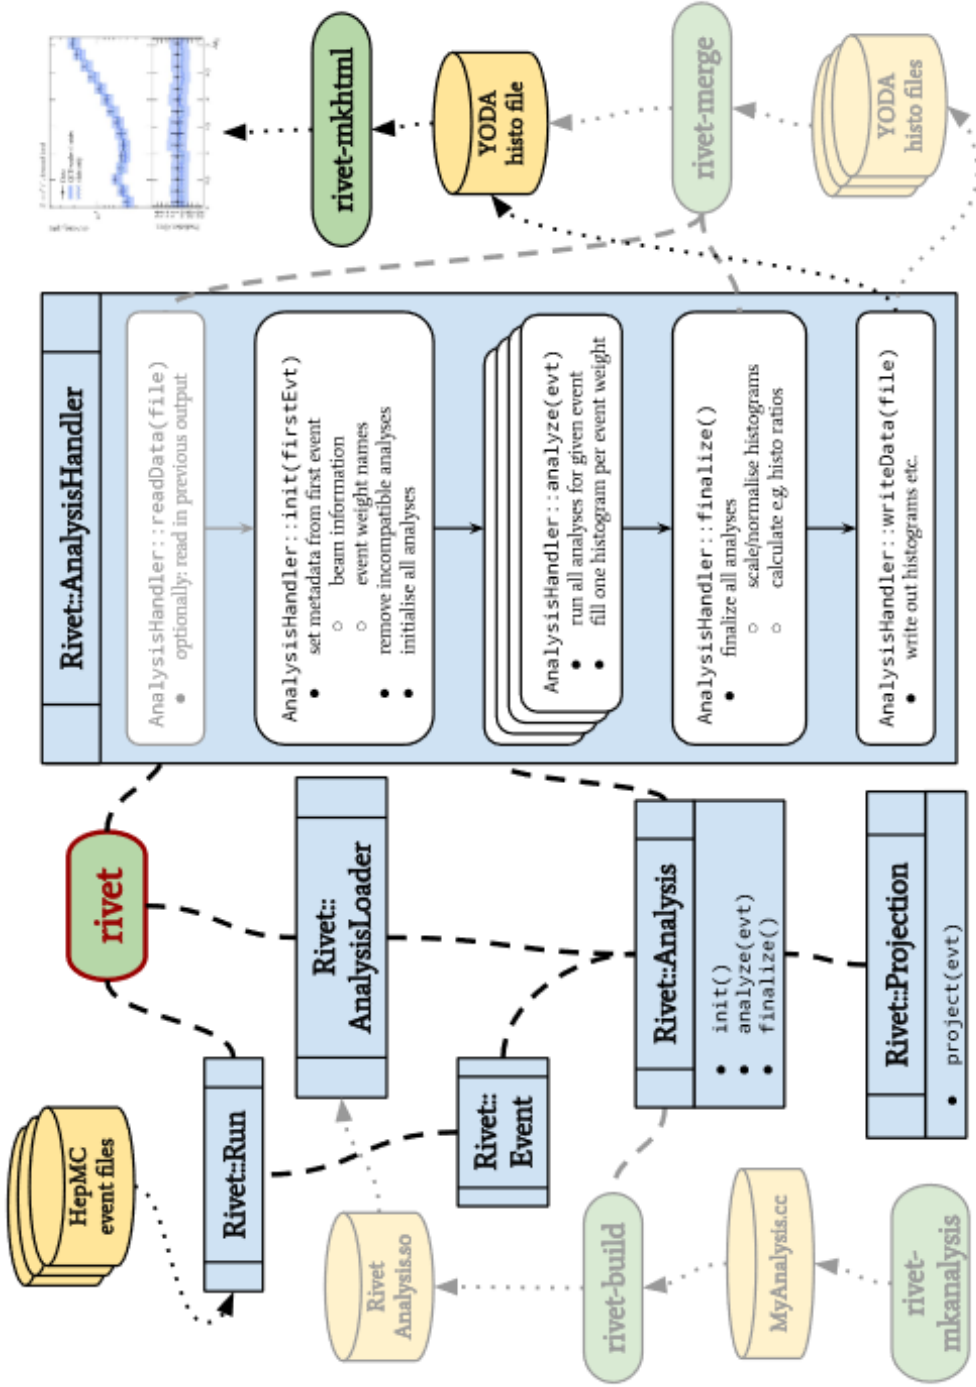 HepMC
event files
Rivet::Run
rivet
Rivet::
AnalysisLoader
Rivet::
Event
Rivet::Analysis
● init()
● analyze(evt)
● finalize()
Rivet::Projection
● project(evt)
Rivet
Analysis.so
rivet-build
MyAnalysis.cc
rivet-
mkanalysis
Rivet::AnalysisHandler
AnalysisHandler::readData(file)
● optionally: read in previous output
AnalysisHandler::init(firstEvt)
● set metadata from first event
○ beam information
○ event weight names
● remove incompatible analyses
● initialise all analyses
AnalysisHandler::analyze(evt)
● run all analyses for given event
● fill one histogram per event weight
AnalysisHandler::finalize()
● finalize all analyses
○ scale/normalise histograms
○ calculate e.g. histo ratios
AnalysisHandler::writeData(file)
● write out histograms etc.
rivet-mkhtml
YODA
histo file
rivet-merge
YODA
histo files